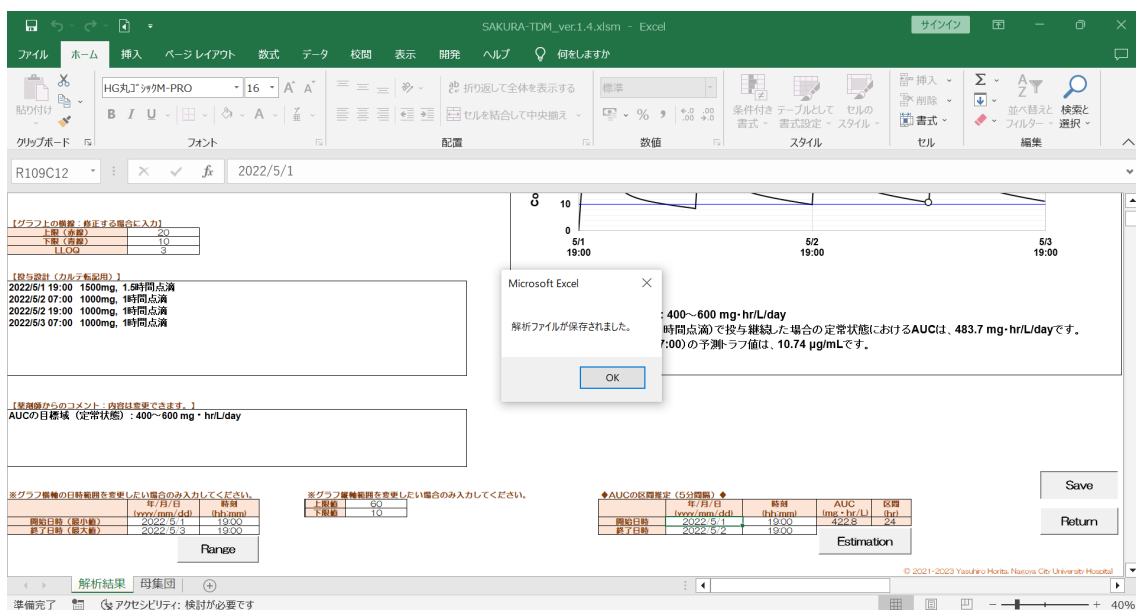 SAKURA-TDM_ver.1.4.xlsm - Excel
サインイン
ファイル ホーム 挿入 ページ レイアウト 数式 データ 校閲 表示 開発 ヘルプ 何をしますか
貼り付け
HG丸ゴシックM-PRO 16
B I U
折り返して全体を表示する
セルを結合して中央揃え
標準
条件付き書式
テーブルとして書式設定
セルのスタイル
挿入
削除
書式
並べ替えとフィルター
検索と選択
クリップボード フォント 配置 数値 スタイル セル 編集
R109C12 fx 2022/5/1
【グラフ上の横線：修正する場合に入力】
上限（赤線） 20
下限（青線） 10
LLOQ 3
10
0
5/1 5/2 5/3
19:00 19:00 19:00
【投与設計（カルテ転記用）】
2022/5/1 19:00 1500mg, 1.5時間点滴
2022/5/2 07:00 1000mg, 1時間点滴
2022/5/2 19:00 1000mg, 1時間点滴
2022/5/3 07:00 1000mg, 1時間点滴
Microsoft Excel
解析ファイルが保存されました。
OK
: 400～600 mg・hr/L/day
時間点滴）で投与継続した場合の定常状態におけるAUCは、483.7 mg・hr/L/dayです。
7:00)の予測トラフ値は、10.74 μg/mLです。
【薬剤師からのコメント：内容は変更できます。】
AUCの目標域（定常状態）：400～600 mg・hr/L/day
※グラフ横軸の日時範囲を変更したい場合のみ入力してください。
年/月/日 時刻
(yyyy/mm/dd) (hh:mm)
開始日時（最小値） 2022/5/1 19:00
終了日時（最大値） 2022/5/3 19:00
Range
※グラフ縦軸範囲を変更したい場合のみ入力してください。
上限値 60
下限値 10
◆AUCの区間推定（5分間隔）◆
年/月/日 時刻 AUC 区間
(yyyy/mm/dd) (hh:mm) (mg・hr/L) (hr)
開始日時 2022/5/1 19:00 422.8 24
終了日時 2022/5/2 19:00
Estimation
Save
Return
© 2021-2023 Yasuhiro Horita. Nagoya City University Hospital
解析結果 母集団
準備完了 アクセシビリティ: 検討が必要です
40%